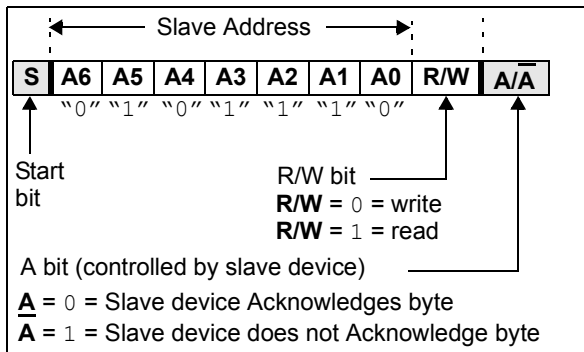 Slave Address
S A6 A5 A4 A3 A2 A1 A0 R/W A/A̅
“0” “1” “0” “1” “1” “1” “0”
Start
bit
R/W bit
R/W = 0 = write
R/W = 1 = read
A bit (controlled by slave device)
A = 0 = Slave device Acknowledges byte
A̅ = 1 = Slave device does not Acknowledge byte